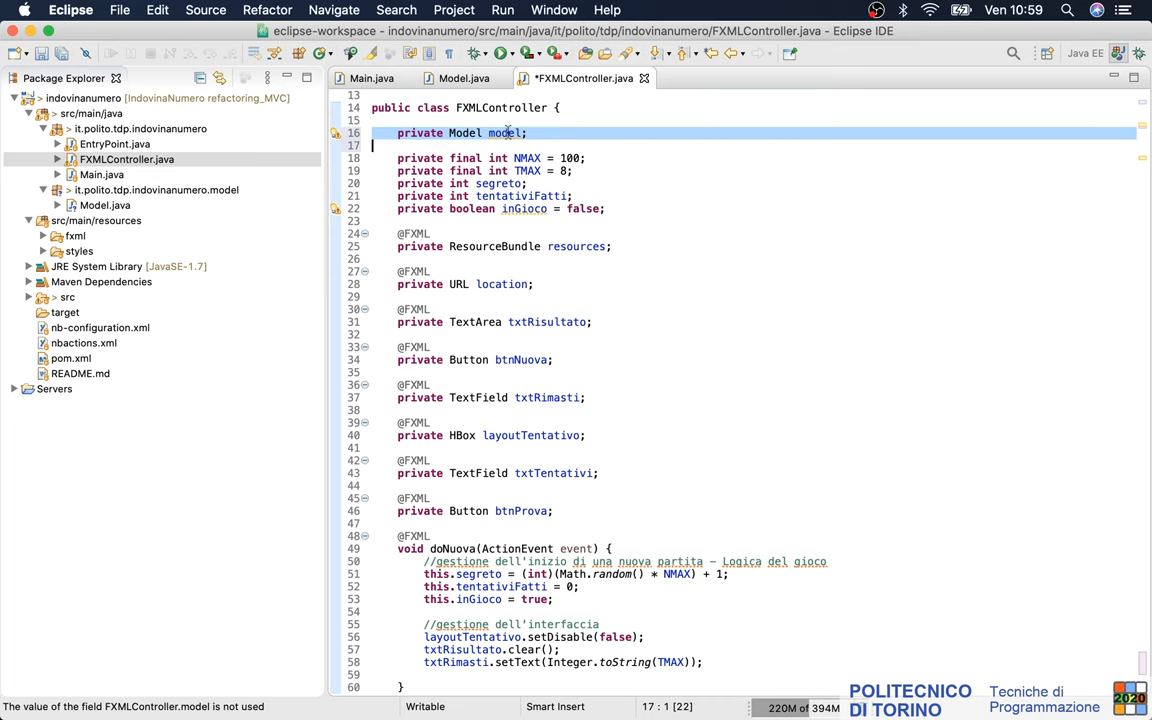 Eclipse File Edit Source Refactor Navigate Search Project Run Window Help Ven 10:59
eclipse-workspace - indovinanumero/src/main/java/it/polito/tdp/indovinanumero/FXMLController.java - Eclipse IDE
Java EE
Package Explorer
Main.java Model.java *FXMLController.java
> indovinanumero [IndovinaNumero refactoring_MVC]
> src/main/java
> it.polito.tdp.indovinanumero
EntryPoint.java
> FXMLController.java
> Main.java
> it.polito.tdp.indovinanumero.model
> Model.java
src/main/resources
fxml
styles
JRE System Library [JavaSE-1.7]
Maven Dependencies
> src
target
nb-configuration.xml
nbactions.xml
pom.xml
README.md
Servers
13
14 public class FXMLController {
15
16 private Model model;
17
18 private final int NMAX = 100;
19 private final int TMAX = 8;
20 private int segreto;
21 private int tentativiFatti;
22 private boolean inGioco = false;
23
24 @FXML
25 private ResourceBundle resources;
26
27 @FXML
28 private URL location;
29
30 @FXML
31 private TextArea txtRisultato;
32
33 @FXML
34 private Button btnNuova;
35
36 @FXML
37 private TextField txtRimasti;
38
39 @FXML
40 private HBox layoutTentativo;
41
42 @FXML
43 private TextField txtTentativi;
44
45 @FXML
46 private Button btnProva;
47
48 @FXML
49 void doNuova(ActionEvent event) {
50 //gestione dell'inizio di una nuova partita - Logica del gioco
51 this.segreto = (int)(Math.random() * NMAX) + 1;
52 this.tentativiFatti = 0;
53 this.inGioco = true;
54
55 //gestione dell'interfaccia
56 layoutTentativo.setDisable(false);
57 txtRisultato.clear();
58 txtRimasti.setText(Integer.toString(TMAX));
59
60 }
The value of the field FXMLController.model is not used Writable Smart Insert 17 : 1 [22] 220M of 394M
POLITECNICO
DI TORINO
Tecniche di
Programmazione
2020